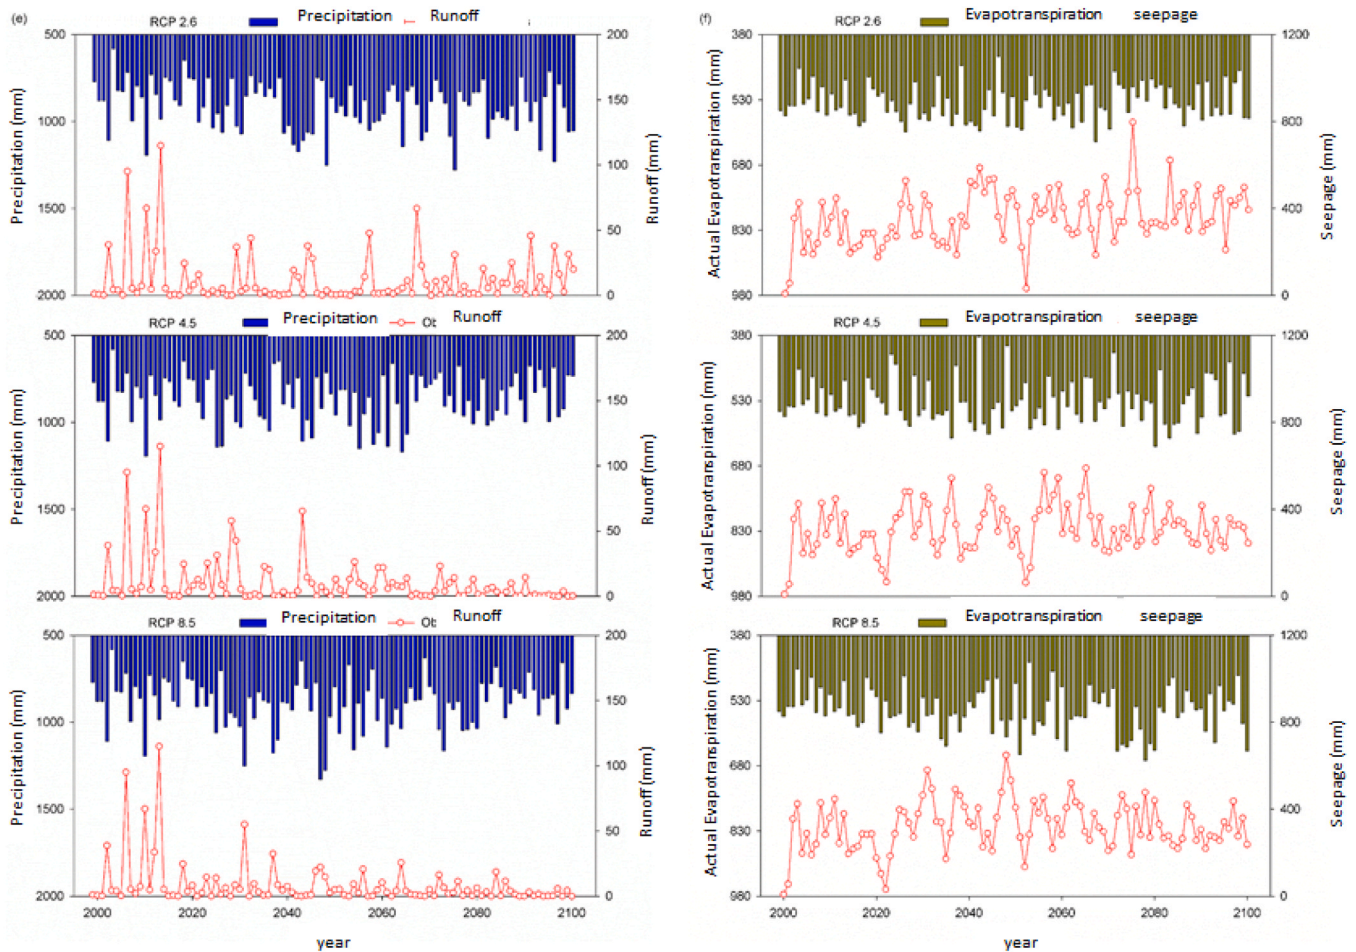 (e) RCP 2.6 Precipitation Runoff
500 200
150
1000
100
1500
50
2000 0
Precipitation (mm)
Runoff (mm)
RCP 4.5 Precipitation Ob Runoff
500 200
150
1000
100
1500
50
2000 0
Precipitation (mm)
Runoff (mm)
RCP 8.5 Precipitation Ob Runoff
500 200
150
1000
100
1500
50
2000 0
Precipitation (mm)
Runoff (mm)
2000 2020 2040 2060 2080 2100
year
(f) RCP 2.6 Evapotranspiration seepage
380 1200
530
800
680
830 400
980 0
Actual Evapotranspiration (mm)
Seepage (mm)
RCP 4.5 Evapotranspiration seepage
380 1200
530
800
680
830 400
980 0
Actual Evapotranspiration (mm)
Seepage (mm)
RCP 8.5 Evapotranspiration seepage
380 1200
530
800
680
830 400
980 0
Actual Evapotranspiration (mm)
Seepage (mm)
2000 2020 2040 2060 2080 2100
year